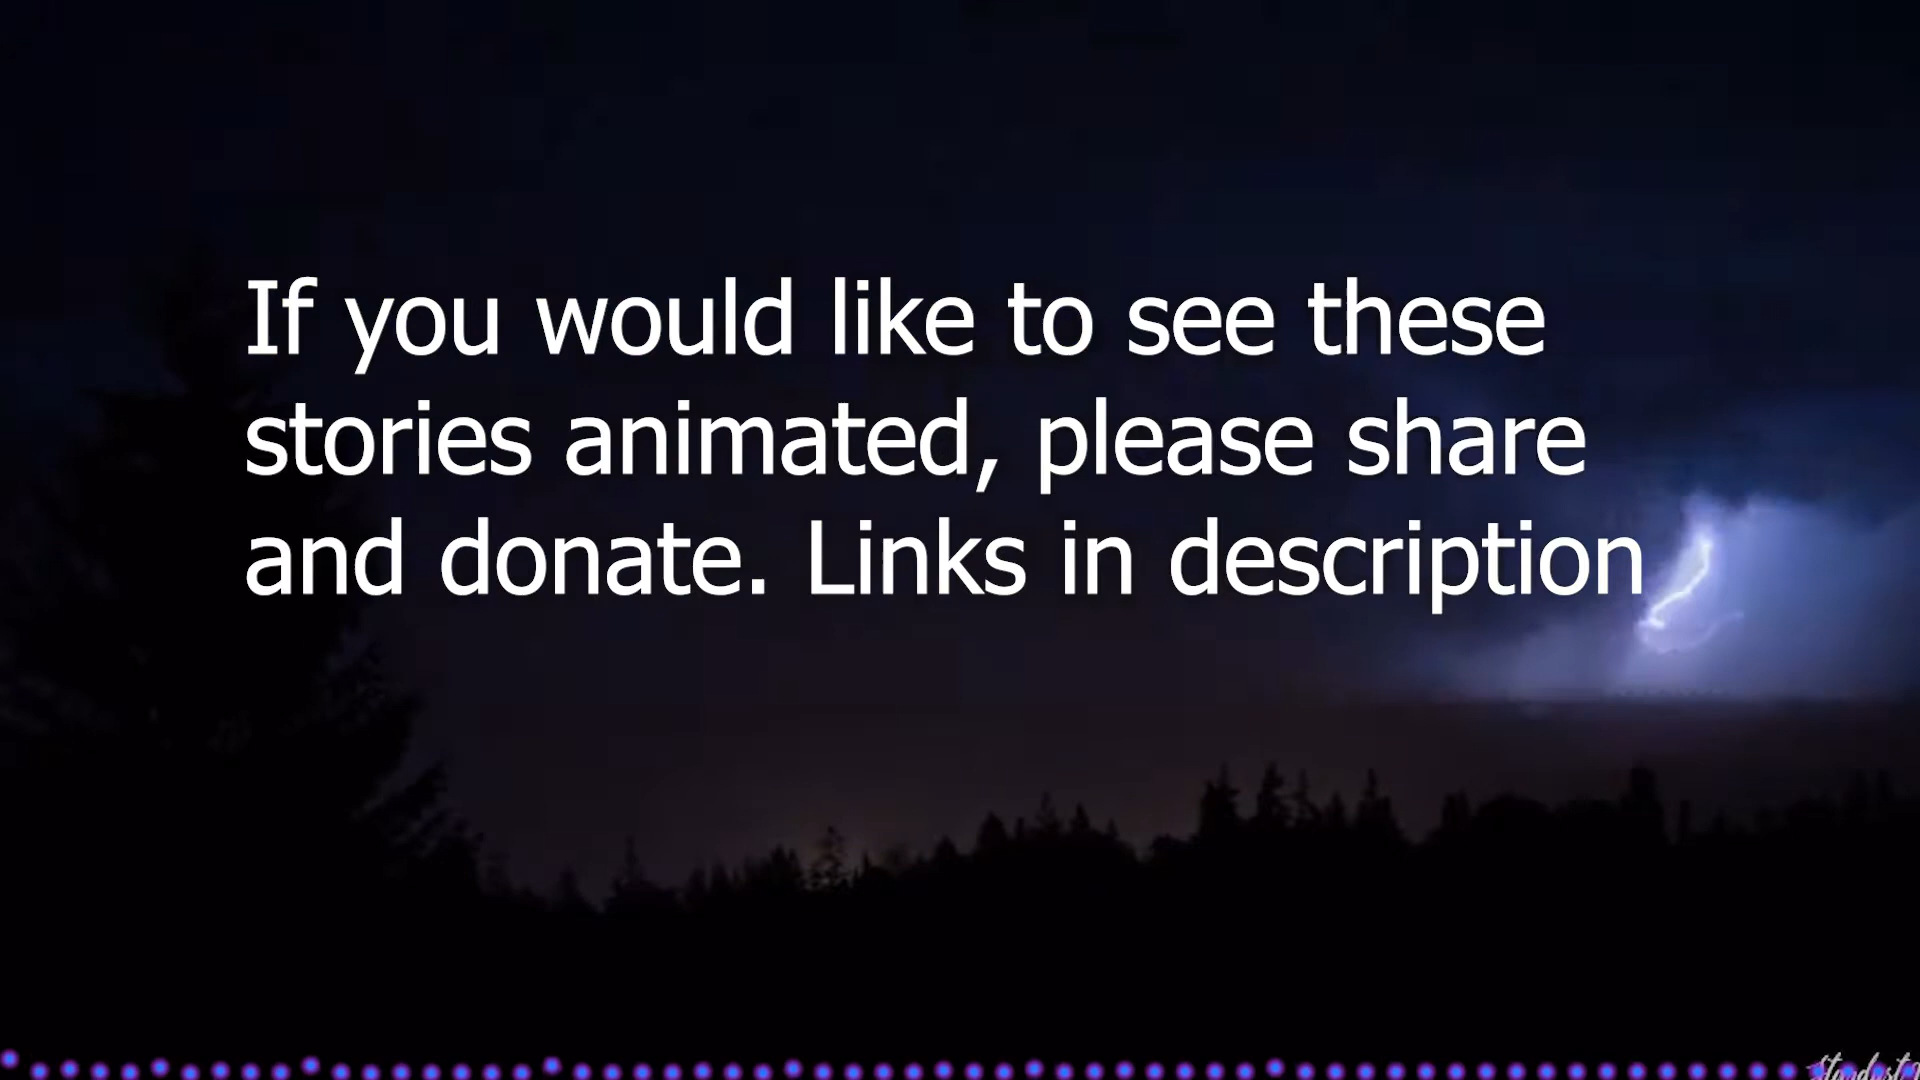 If you would like to see these
stories animated, please share
and donate. Links in description